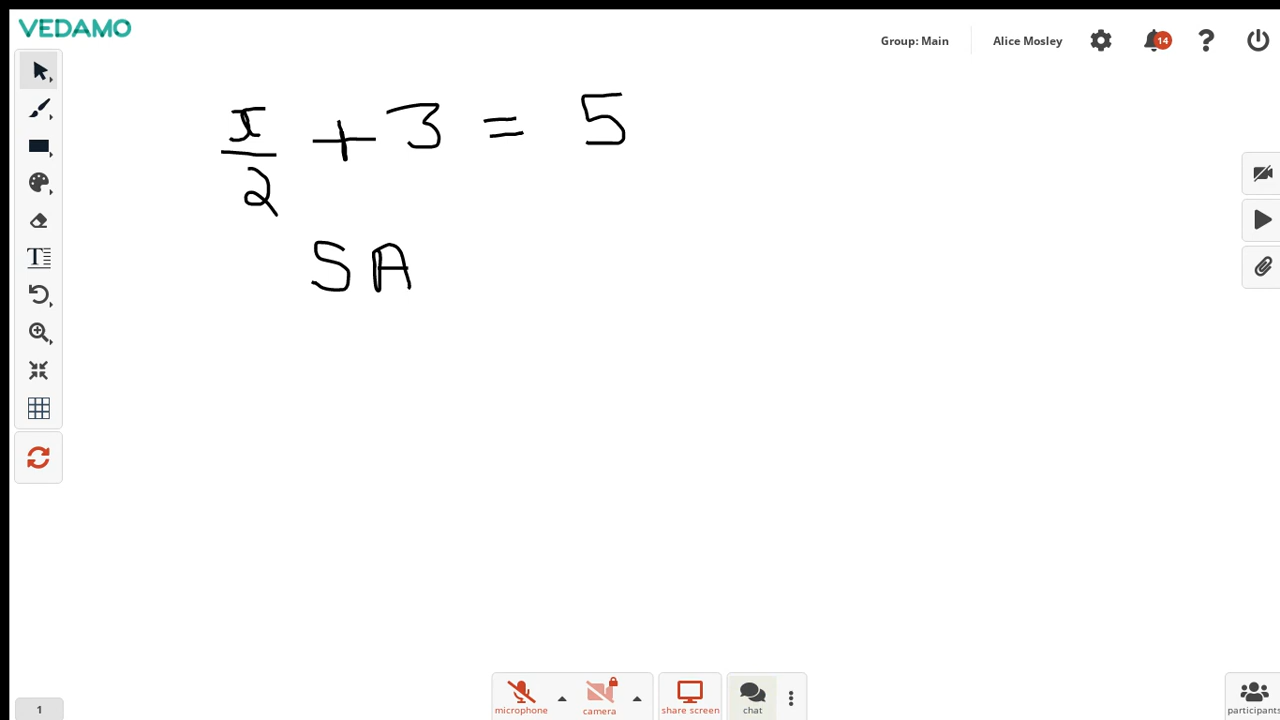 VEDAMO
Group: Main
Alice Mosley
14
x/2 + 3 = 5
SA
1
microphone
camera
share screen
chat
participants